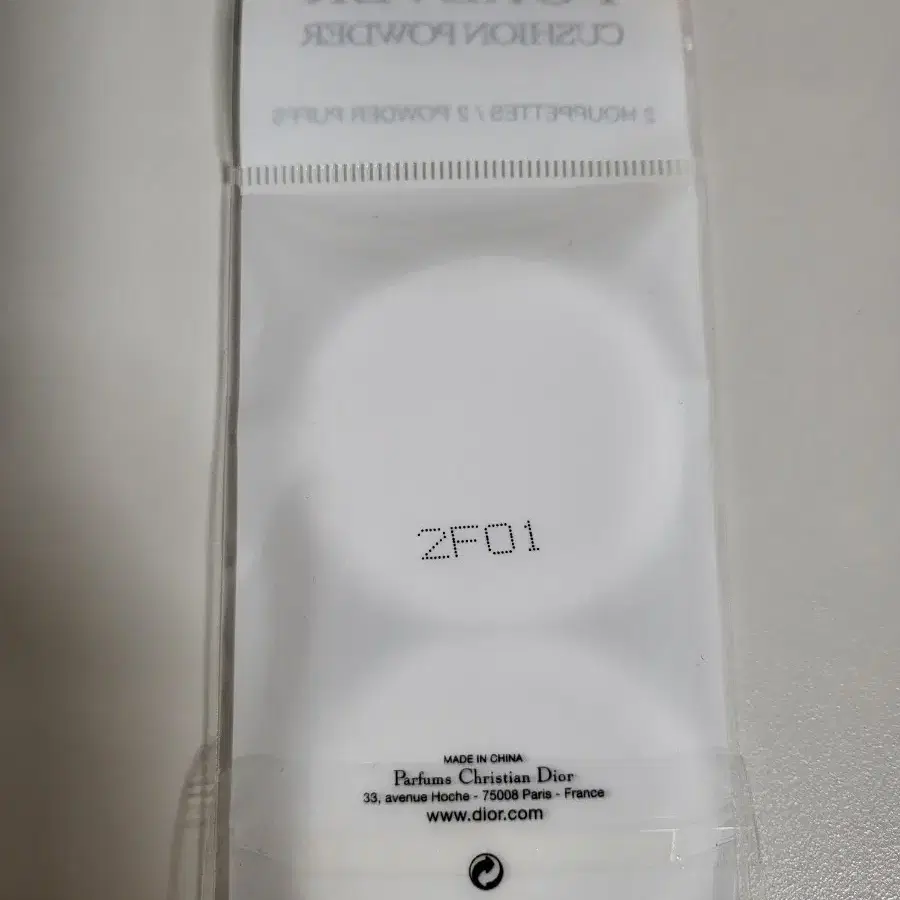 CUSHION POWDER
2 HOUPPETTES / 2 POWDER PUFFS
2F01
MADE IN CHINA
Parfums Christian Dior
33, avenue Hoche - 75008 Paris - France
www.dior.com